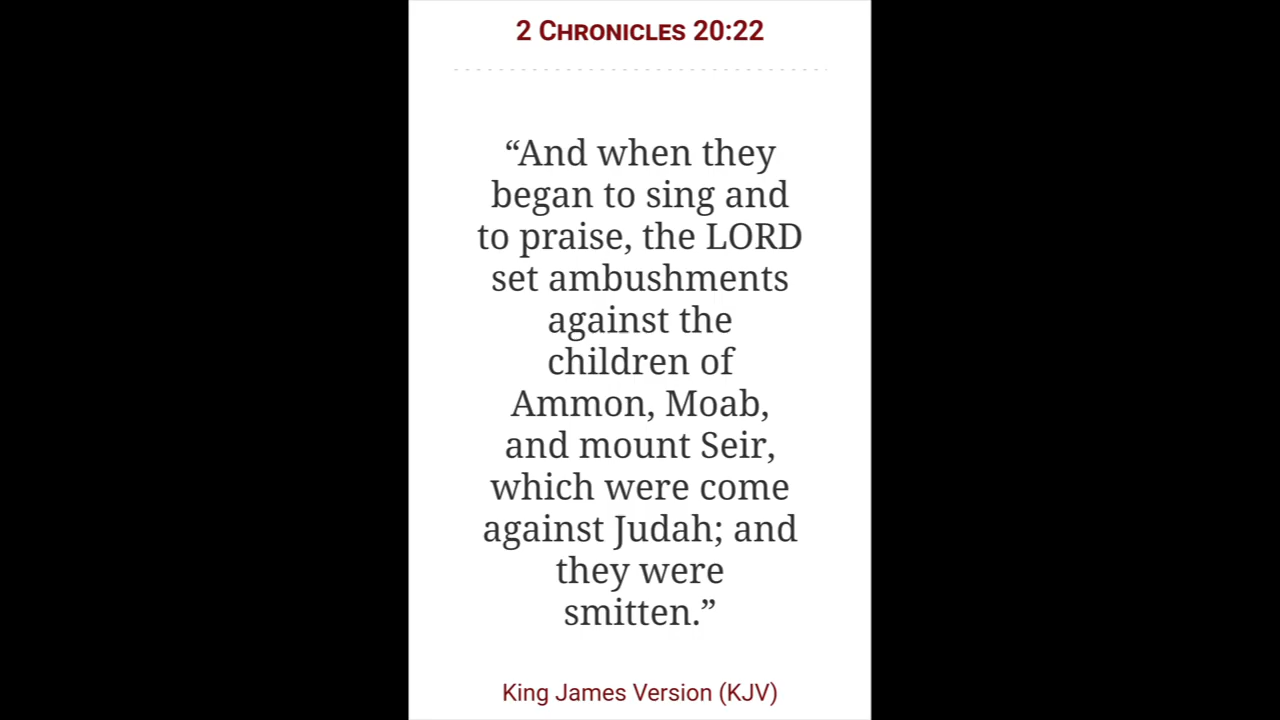 2 Chronicles 20:22
“And when they
began to sing and
to praise, the LORD
set ambushments
against the
children of
Ammon, Moab,
and mount Seir,
which were come
against Judah; and
they were
smitten.”
King James Version (KJV)